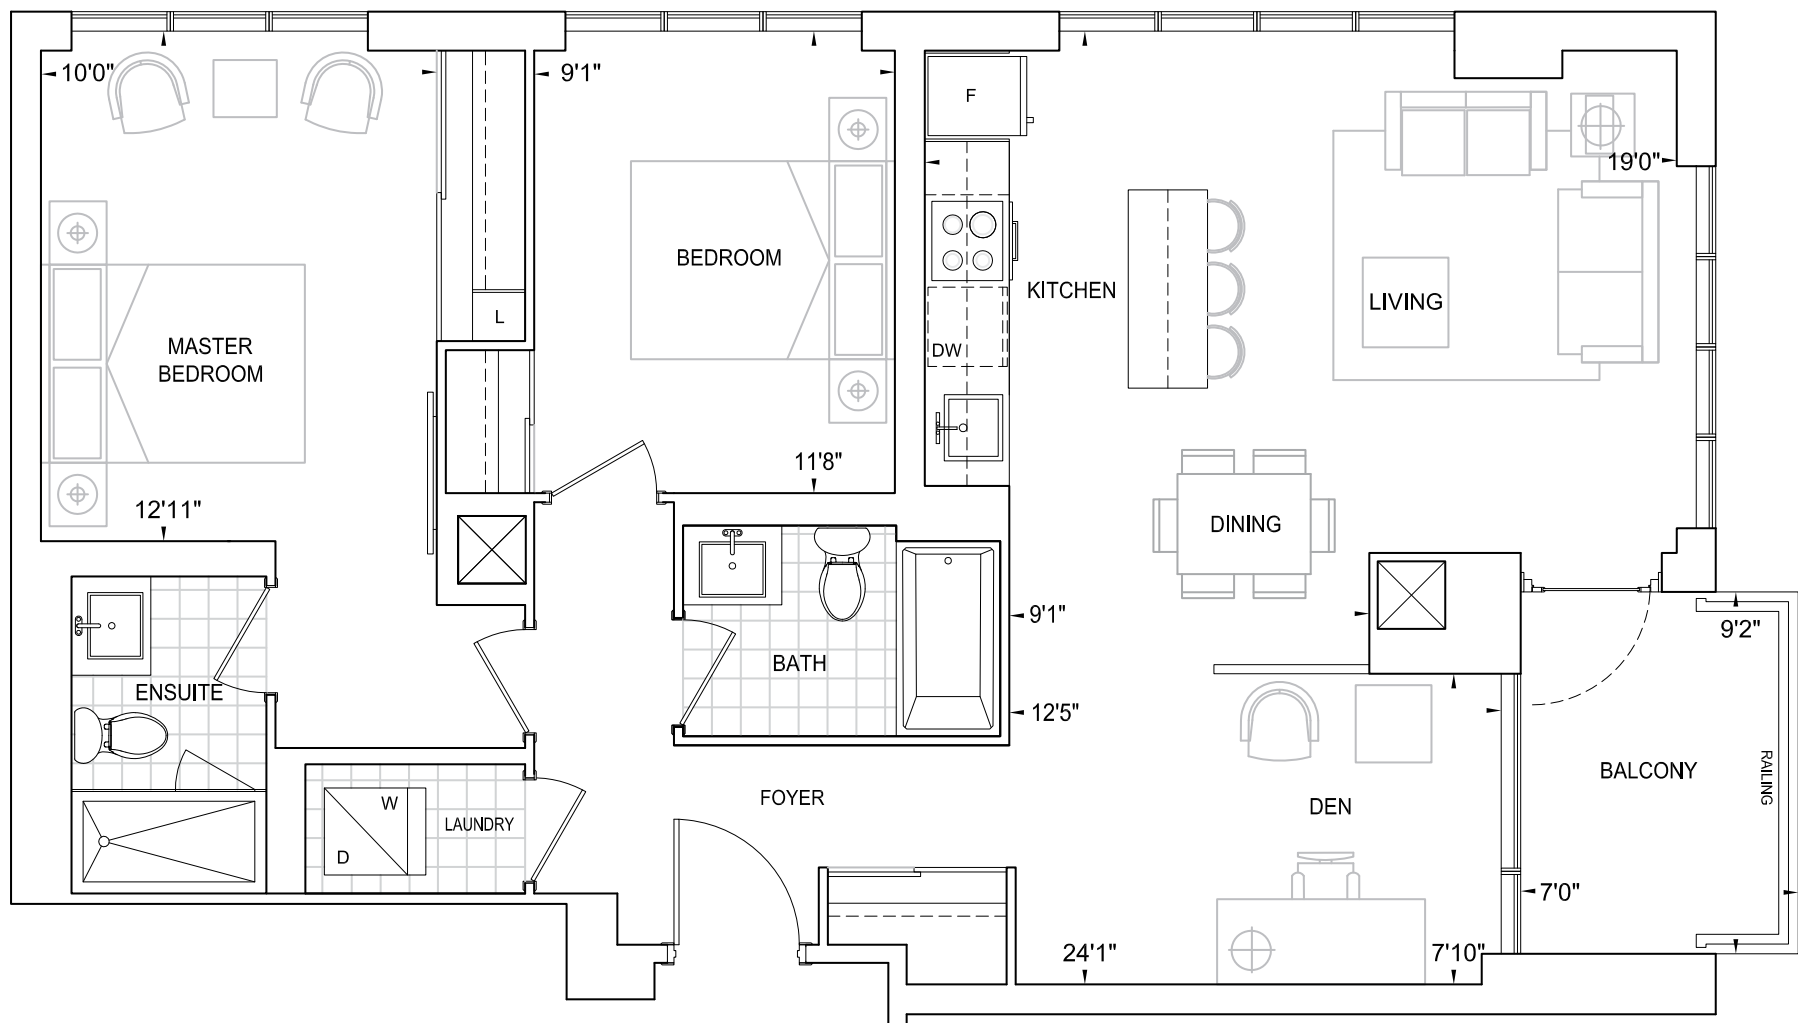 10'0"
9'1"
F
19'0"
BEDROOM
KITCHEN
LIVING
L
MASTER
BEDROOM
DW
11'8"
12'11"
DINING
9'1"
9'2"
BATH
ENSUITE
12'5"
BALCONY
RAILING
FOYER
DEN
W
LAUNDRY
D
7'0"
24'1"
7'10"